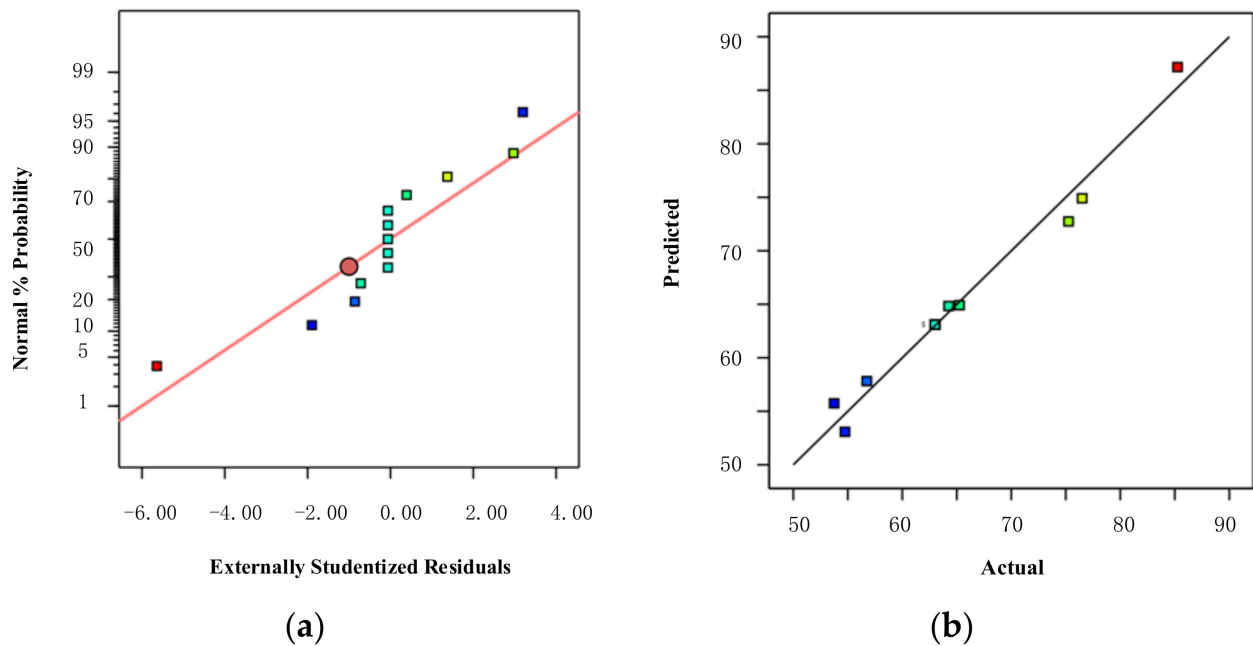 99
95
90
70
50
20
10
5
1
Normal % Probability
-6.00 -4.00 -2.00 0.00 2.00 4.00
Externally Studentized Residuals
(a)
90
80
70
60
50
Predicted
50 60 70 80 90
Actual
(b)